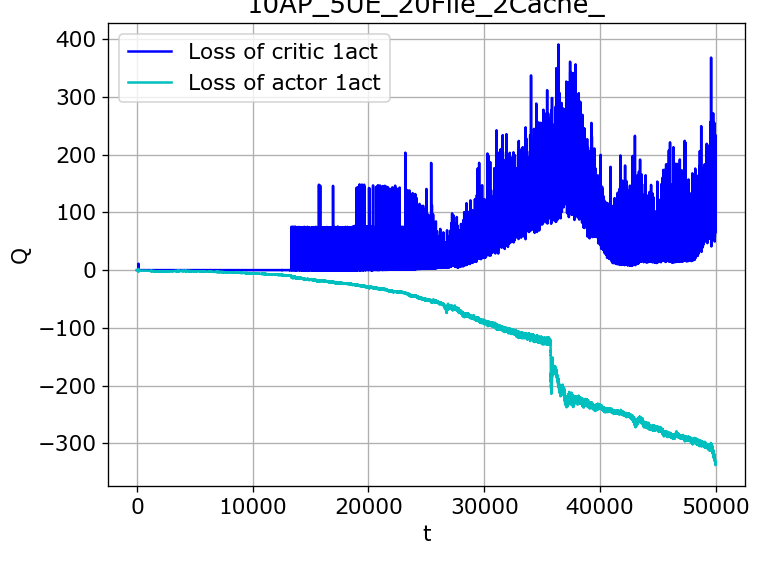 10AP_5UE_20File_2Cache_
Loss of critic 1act
Loss of actor 1act
400
300
200
100
0
−100
−200
−300
Q
0 10000 20000 30000 40000 50000
t